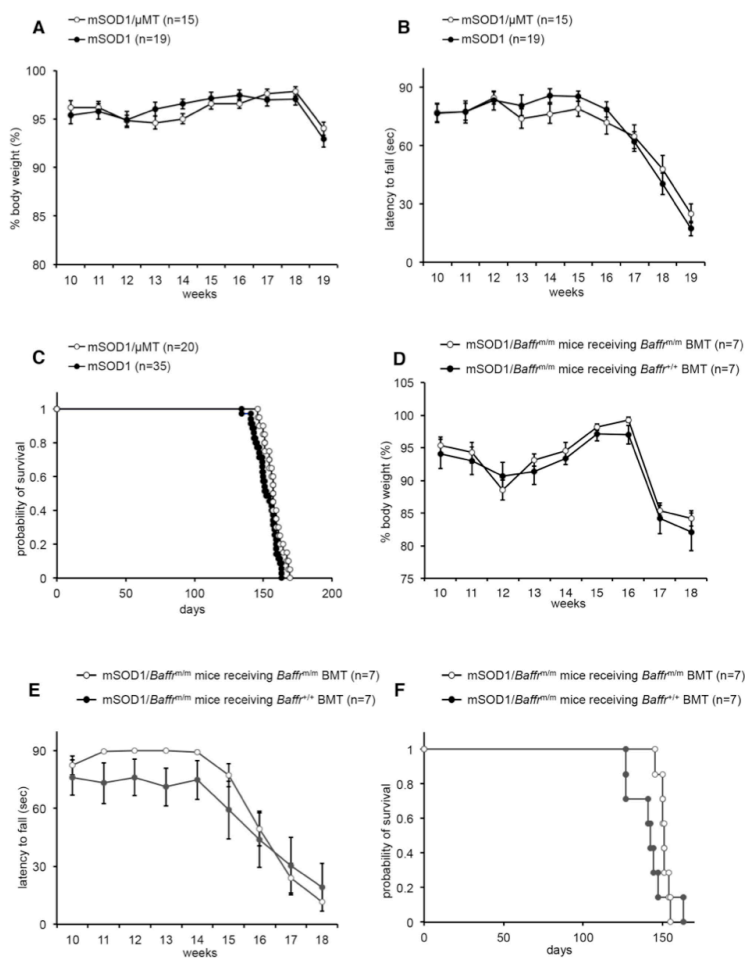 A
mSOD1/µMT (n=15)
mSOD1 (n=19)
% body weight (%)
100
95
90
85
80
10 11 12 13 14 15 16 17 18 19
weeks
B
mSOD1/µMT (n=15)
mSOD1 (n=19)
latency to fall (sec)
90
60
30
0
10 11 12 13 14 15 16 17 18 19
weeks
C
mSOD1/µMT (n=20)
mSOD1 (n=35)
probability of survival
1
0.8
0.6
0.4
0.2
0
0 50 100 150 200
days
D
mSOD1/Baffrᵐ/ᵐ mice receiving Baffrᵐ/ᵐ BMT (n=7)
mSOD1/Baffrᵐ/ᵐ mice receiving Baffr⁺/⁺ BMT (n=7)
% body weight (%)
105
100
95
90
85
80
75
10 11 12 13 14 15 16 17 18
weeks
E
mSOD1/Baffrᵐ/ᵐ mice receiving Baffrᵐ/ᵐ BMT (n=7)
mSOD1/Baffrᵐ/ᵐ mice receiving Baffr⁺/⁺ BMT (n=7)
latency to fall (sec)
90
60
30
0
10 11 12 13 14 15 16 17 18
weeks
F
mSOD1/Baffrᵐ/ᵐ mice receiving Baffrᵐ/ᵐ BMT (n=7)
mSOD1/Baffrᵐ/ᵐ mice receiving Baffr⁺/⁺ BMT (n=7)
probability of survival
1
0.8
0.6
0.4
0.2
0
0 50 100 150
days